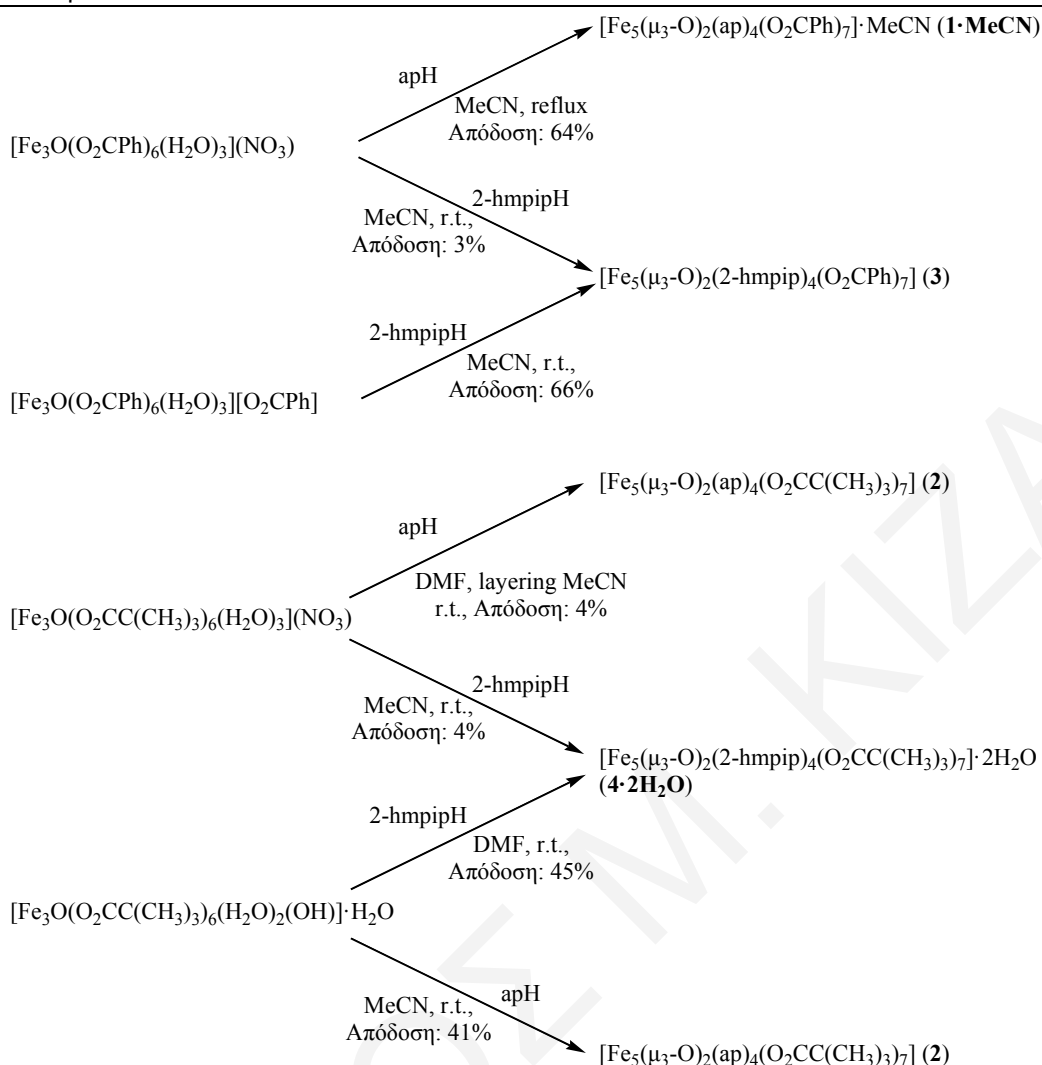 [Fe5(μ3-O)2(ap)4(O2CPh)7]·MeCN (1·MeCN)
apH
MeCN, reflux
Απόδοση: 64%
[Fe3O(O2CPh)6(H2O)3](NO3)
2-hmpipH
MeCN, r.t.,
Απόδοση: 3%
[Fe5(μ3-O)2(2-hmpip)4(O2CPh)7] (3)
2-hmpipH
MeCN, r.t.,
Απόδοση: 66%
[Fe3O(O2CPh)6(H2O)3][O2CPh]
[Fe5(μ3-O)2(ap)4(O2CC(CH3)3)7] (2)
apH
DMF, layering MeCN
r.t., Απόδοση: 4%
[Fe3O(O2CC(CH3)3)6(H2O)3](NO3)
2-hmpipH
MeCN, r.t.,
Απόδοση: 4%
[Fe5(μ3-O)2(2-hmpip)4(O2CC(CH3)3)7]·2H2O
(4·2H2O)
2-hmpipH
DMF, r.t.,
Απόδοση: 45%
[Fe3O(O2CC(CH3)3)6(H2O)2(OH)]·H2O
apH
MeCN, r.t.,
Απόδοση: 41%
[Fe5(μ3-O)2(ap)4(O2CC(CH3)3)7] (2)